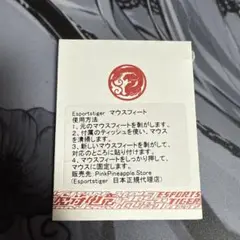 Esportstiger マウスフィート
使用方法
1、元のマウスフィートを剥がします。
2、付属のティッシュを使い、マウス
を清掃します。
3、新しいマウスフィートを剥がして、
対応のところに貼り付けます。
4、マウスフィートをしっかり押して、
マウスに固定します。
販売元: PinkPineapple Store
(Esportstiger 日本正規代理店)
ESPORTS
TIGER